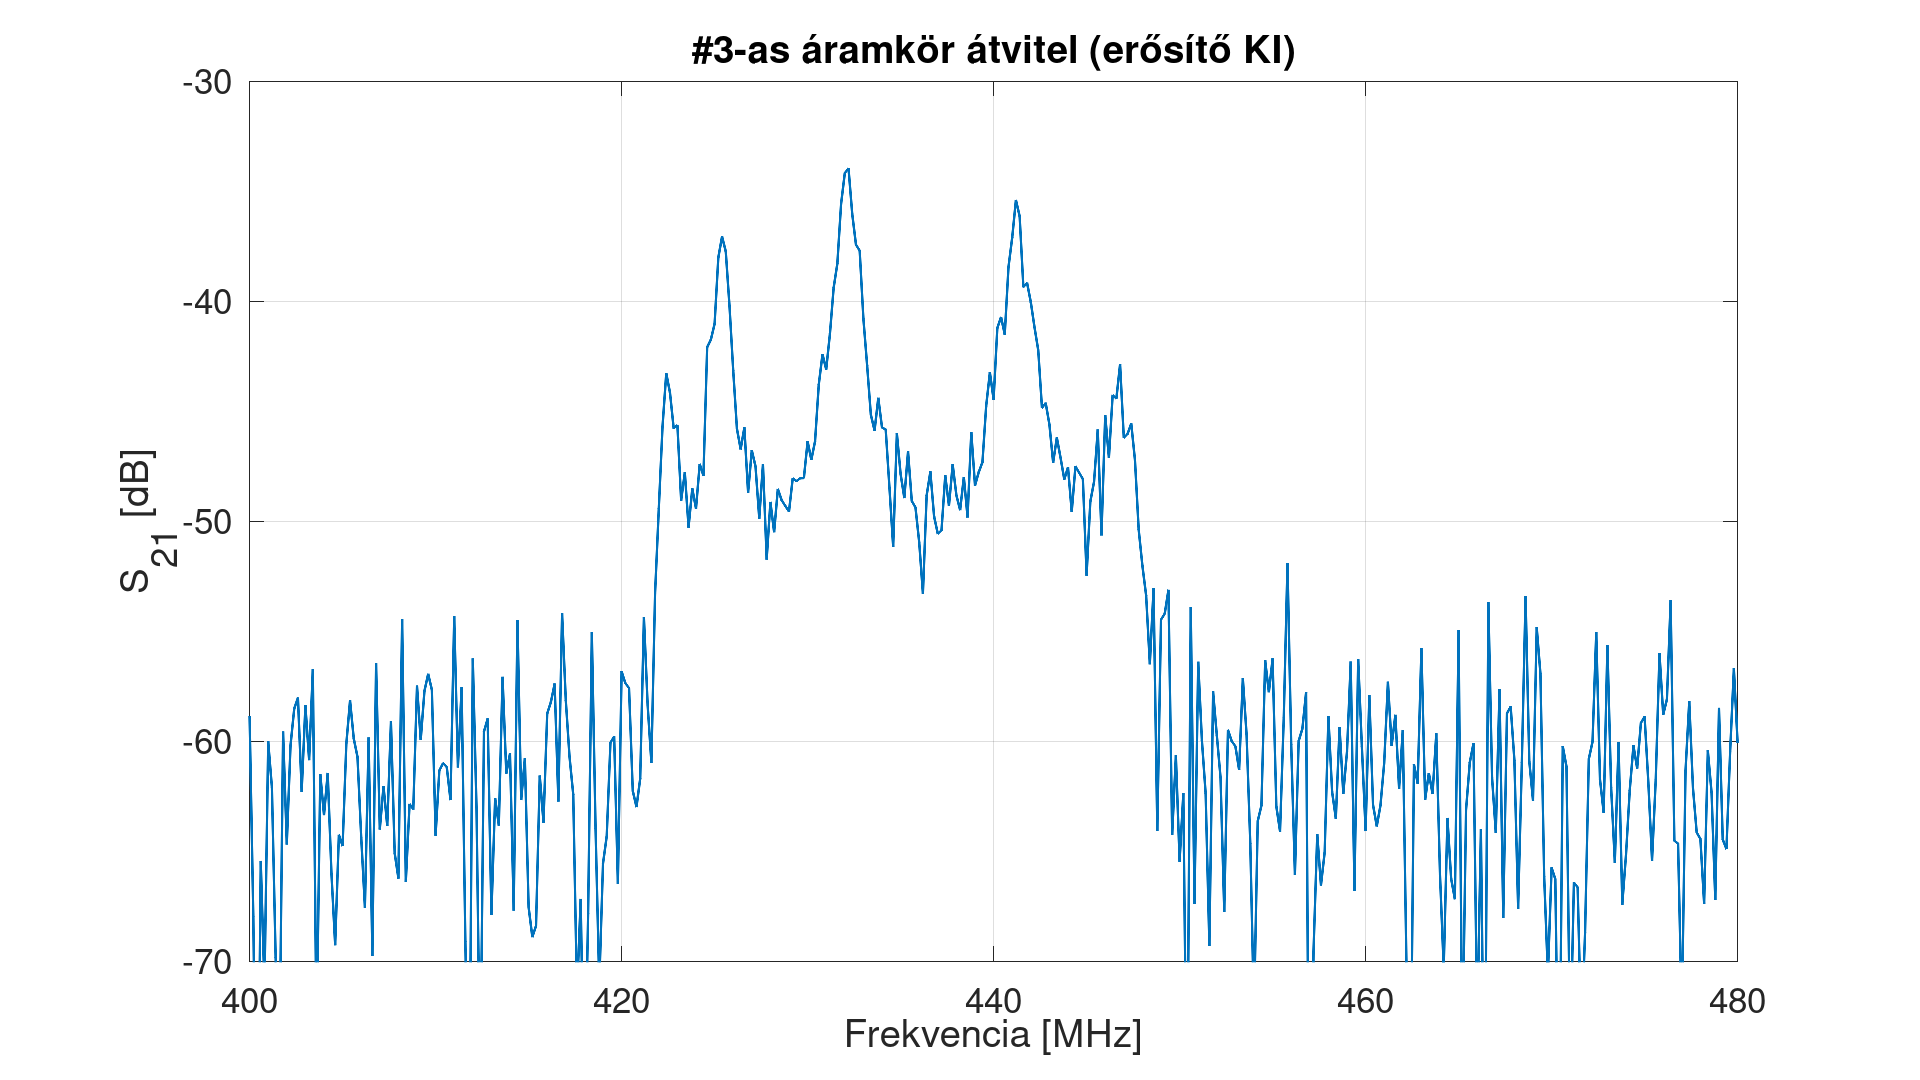 #3-as áramkör átvitel (erősítő KI)
-30
-40
-50
-60
-70
S21 [dB]
400 420 440 460 480
Frekvencia [MHz]